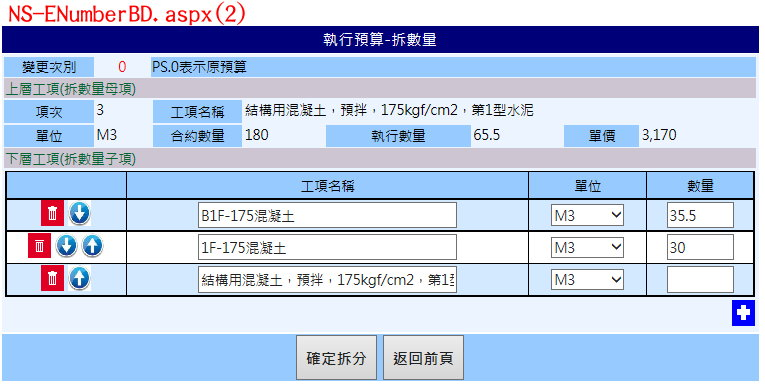 NS-ENumberBD.aspx(2)
執行預算-拆數量
變更次別 0 PS.0表示原預算
上層工項(拆數量母項)
項次 3 工項名稱 結構用混凝土，預拌，175kgf/cm2，第1型水泥
單位 M3 合約數量 180 執行數量 65.5 單價 3,170
下層工項(拆數量子項)
工項名稱 單位 數量
B1F-175混凝土 M3 35.5
1F-175混凝土 M3 30
結構用混凝土，預拌，175kgf/cm2，第1 M3
確定拆分 返回前頁